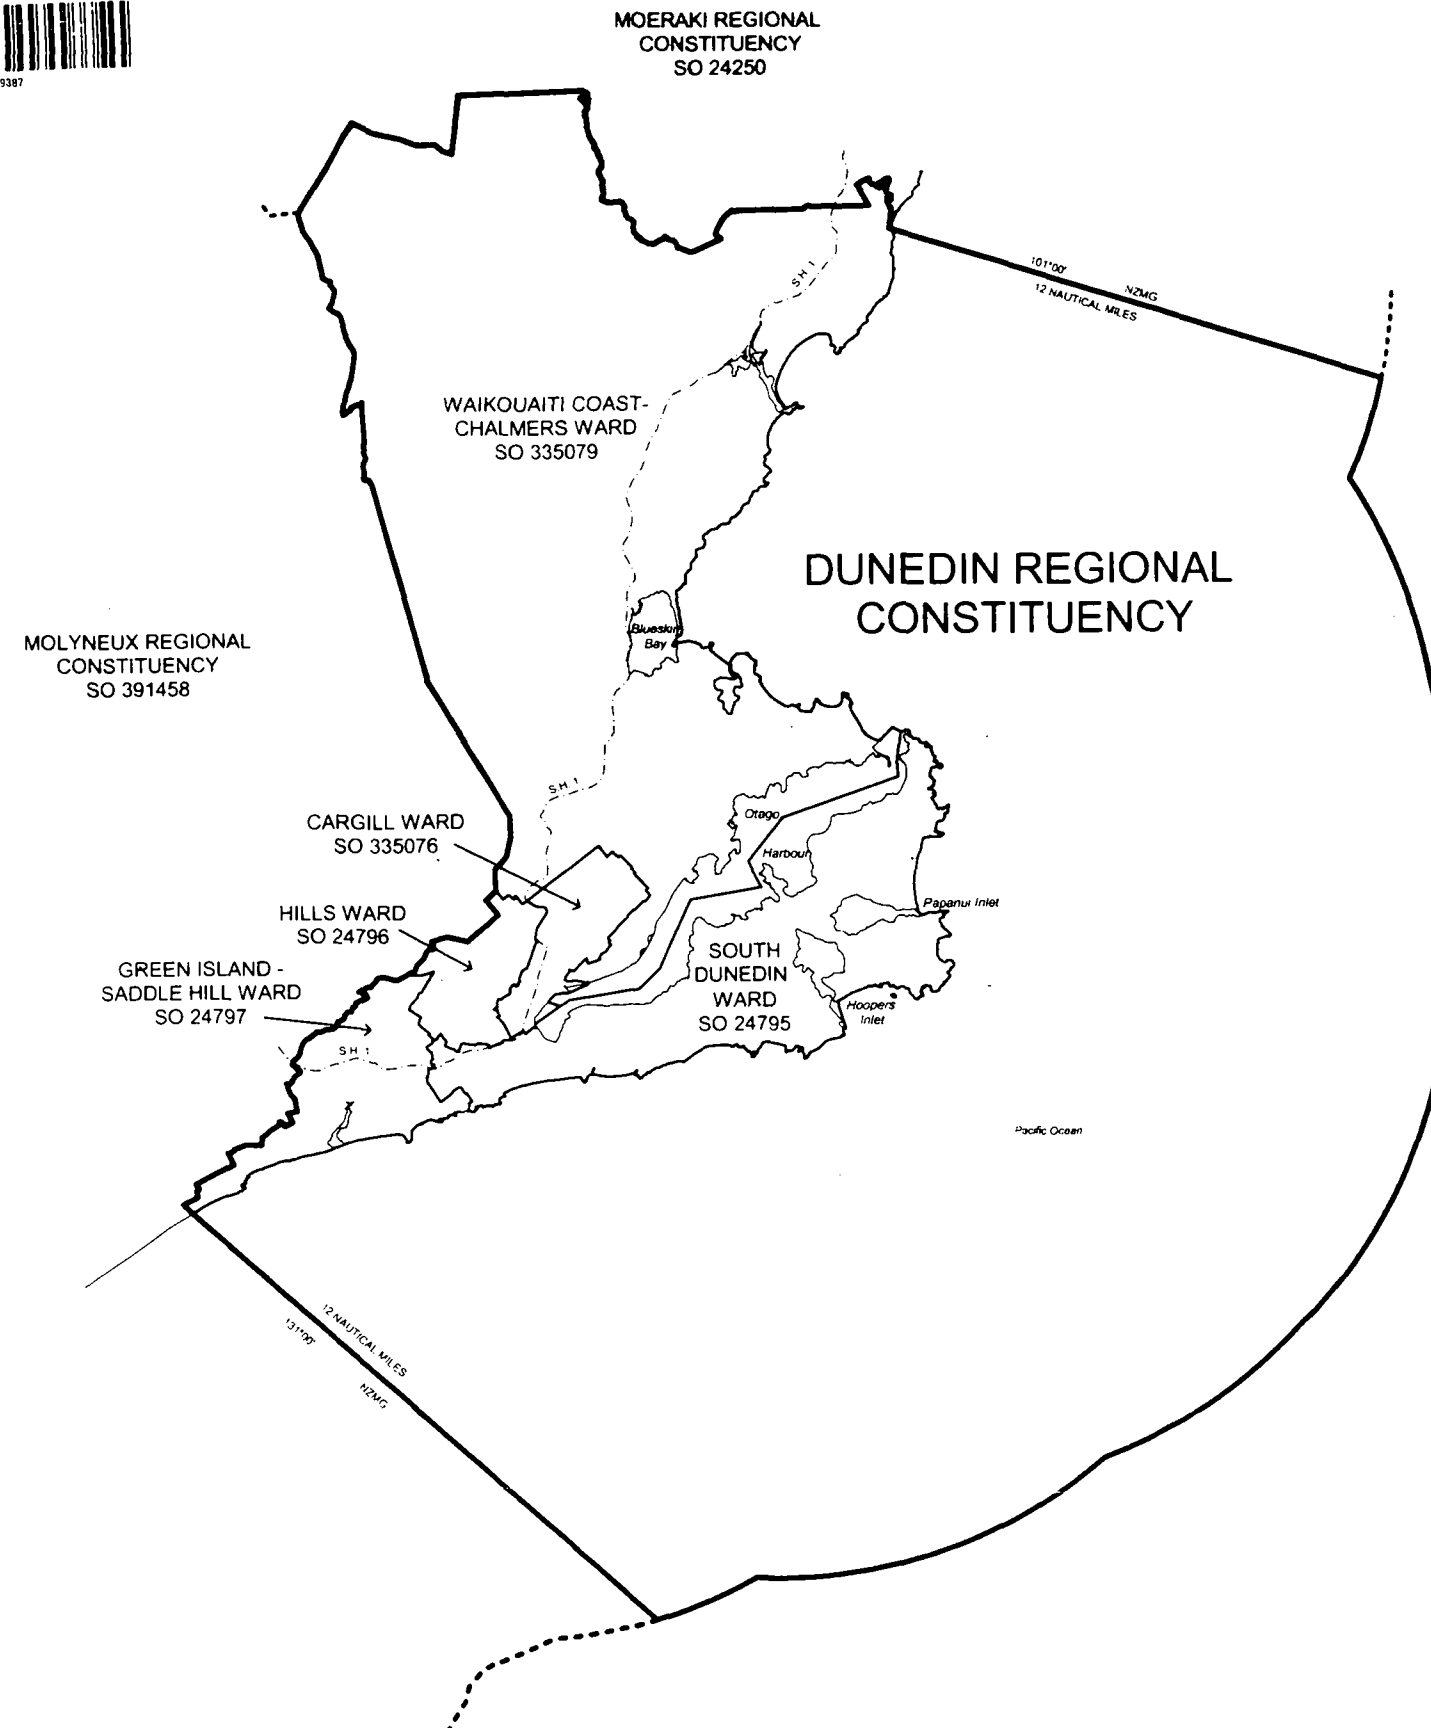 MOERAKI REGIONAL
CONSTITUENCY
SO 24250
9387
101°00'
NZMG
12 NAUTICAL MILES
SH 1
WAIKOUAITI COAST-
CHALMERS WARD
SO 335079
DUNEDIN REGIONAL
CONSTITUENCY
Blueskin
Bay
MOLYNEUX REGIONAL
CONSTITUENCY
SO 391458
SH 1
CARGILL WARD
SO 335076
Otago
Harbour
HILLS WARD
SO 24796
Papanui Inlet
GREEN ISLAND -
SADDLE HILL WARD
SO 24797
SOUTH
DUNEDIN
WARD
SO 24795
Hoopers
Inlet
SH 1
Pacific Ocean
12 NAUTICAL MILES
131°00'
NZMG